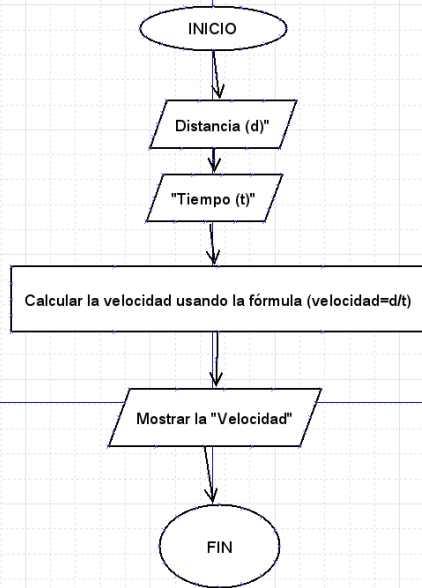 INICIO
Distancia (d)"
"Tiempo (t)"
Calcular la velocidad usando la fórmula (velocidad=d/t)
Mostrar la "Velocidad"
FIN